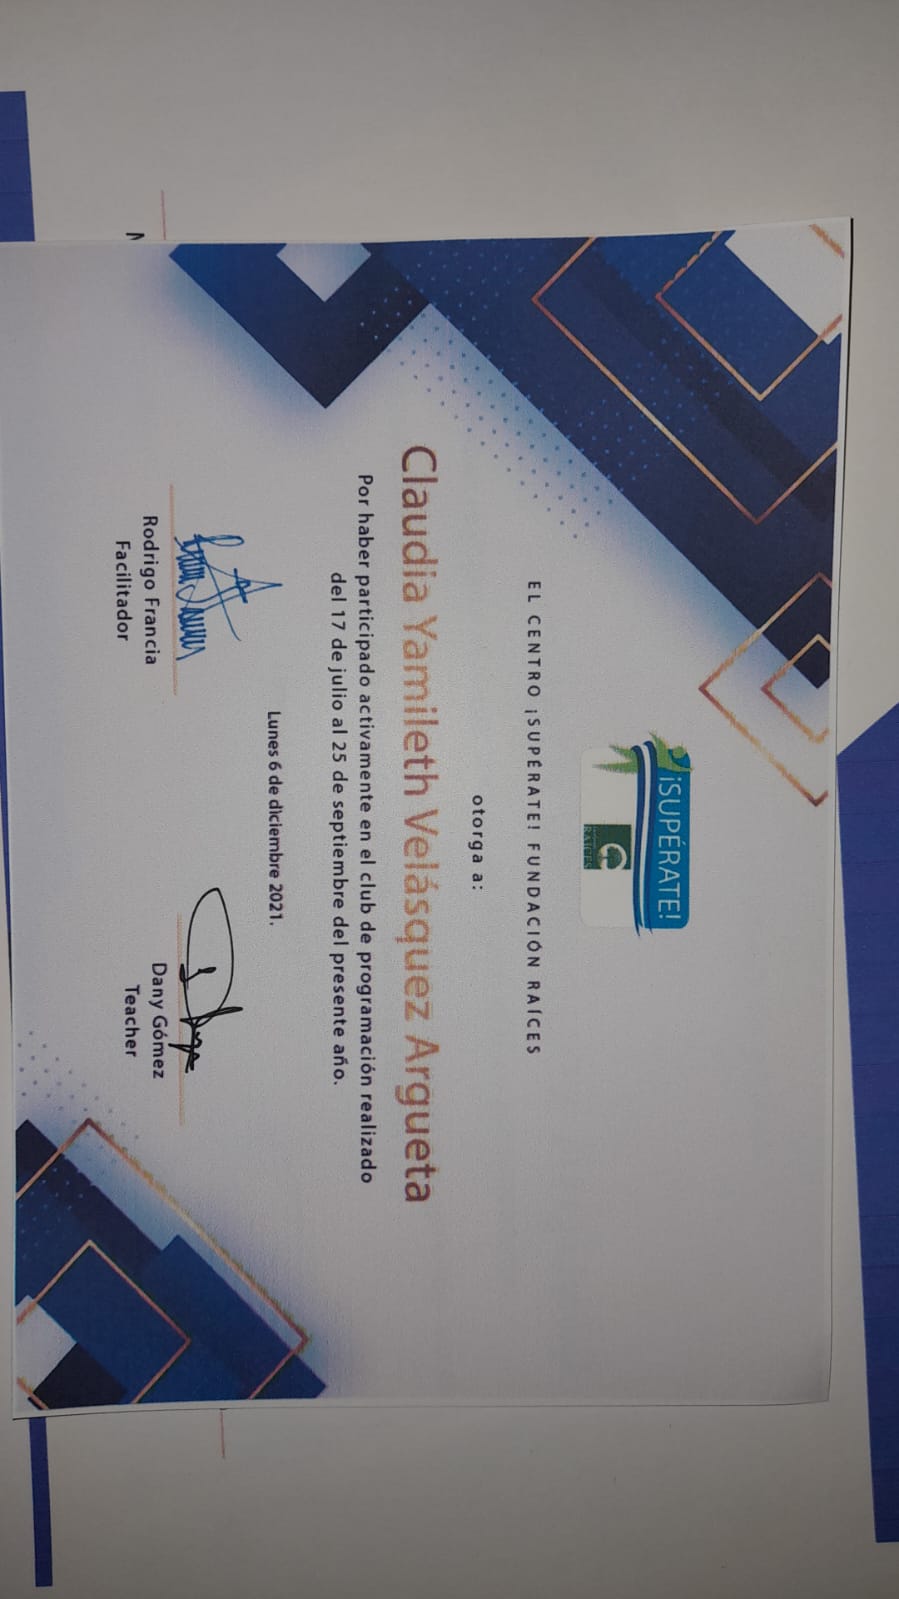 ¡SUPÉRATE!
RAÍCES
EL CENTRO ¡SUPÉRATE! FUNDACIÓN RAÍCES
otorga a:
Claudia Yamileth Velásquez Argueta
Por haber participado activamente en el club de programación realizado
del 17 de julio al 25 de septiembre del presente año.
Lunes 6 de diciembre 2021.
Rodrigo Francia
Facilitador
Dany Gómez
Teacher